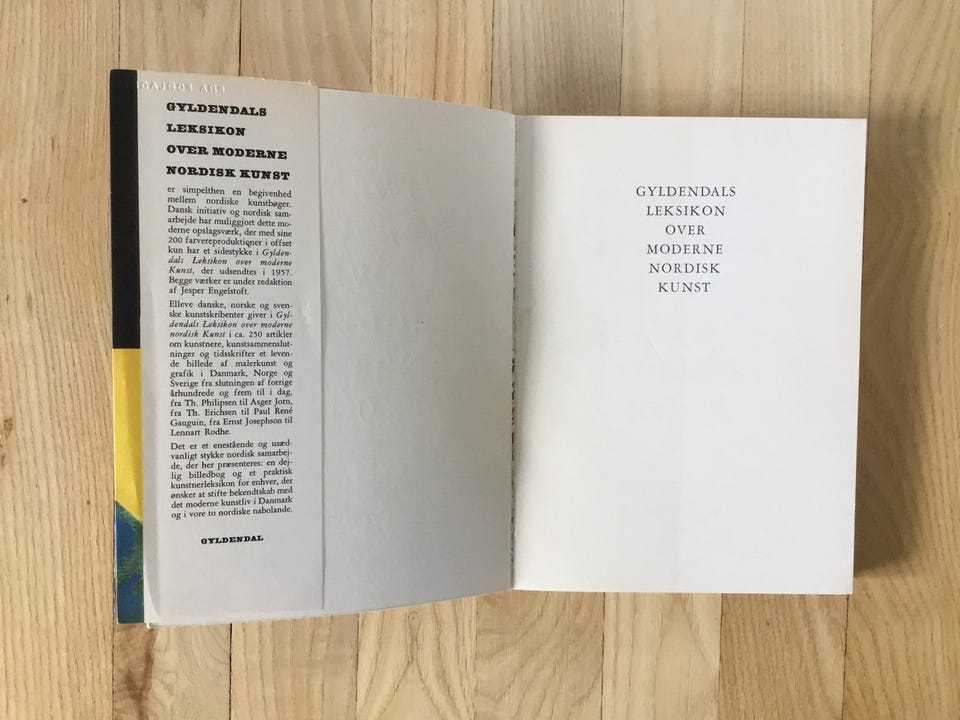 GYLDENDALS
LEKSIKON
OVER MODERNE
NORDISK KUNST
er simpelthen en begivenhed
mellem nordiske kunstbøger.
Dansk initiativ og nordisk sam-
arbejde har muliggjort dette mo-
derne opslagsværk, der med sine
200 farvereproduktioner i offset
kun har et sidestykke i Gylden-
dals Leksikon over moderne
Kunst, der udsendtes i 1957.
Begge værker er under redaktion
af Jesper Engelstoft.
Elleve danske, norske og sven-
ske kunstskribenter giver i Gyl-
dendals Leksikon over moderne
nordisk Kunst i ca. 250 artikler
om kunstnere, kunstsammenslut-
ninger og tidsskrifter et leven-
de billede af malerkunst og
grafik i Danmark, Norge og
Sverige fra slutningen af forrige
århundrede og frem til i dag,
fra Th. Philipsen til Asger Jorn,
fra Th. Erichsen til Paul René
Gauguin, fra Ernst Josephson til
Lennart Rodhe.
Det er et enestående og usæd-
vanligt stykke nordisk samarbej-
de, der her præsenteres: en dej-
lig billedbog og et praktisk
kunstnerleksikon for enhver, der
ønsker at stifte bekendtskab med
det moderne kunstliv i Danmark
og i vore to nordiske nabolande.
GYLDENDAL
GYLDENDALS
LEKSIKON
OVER
MODERNE
NORDISK
KUNST